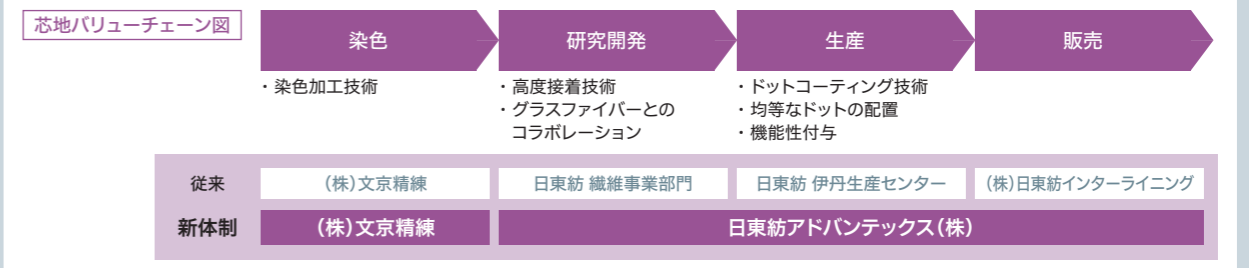 芯地バリューチェーン図
染色
研究開発
生産
販売
・染色加工技術
・高度接着技術
・グラスファイバーとの
コラボレーション
・ドットコーティング技術
・均等なドットの配置
・機能性付与
従来
(株)文京精練
日東紡 繊維事業部門
日東紡 伊丹生産センター
(株)日東紡インターライニング
新体制
(株)文京精練
日東紡アドバンテックス(株)